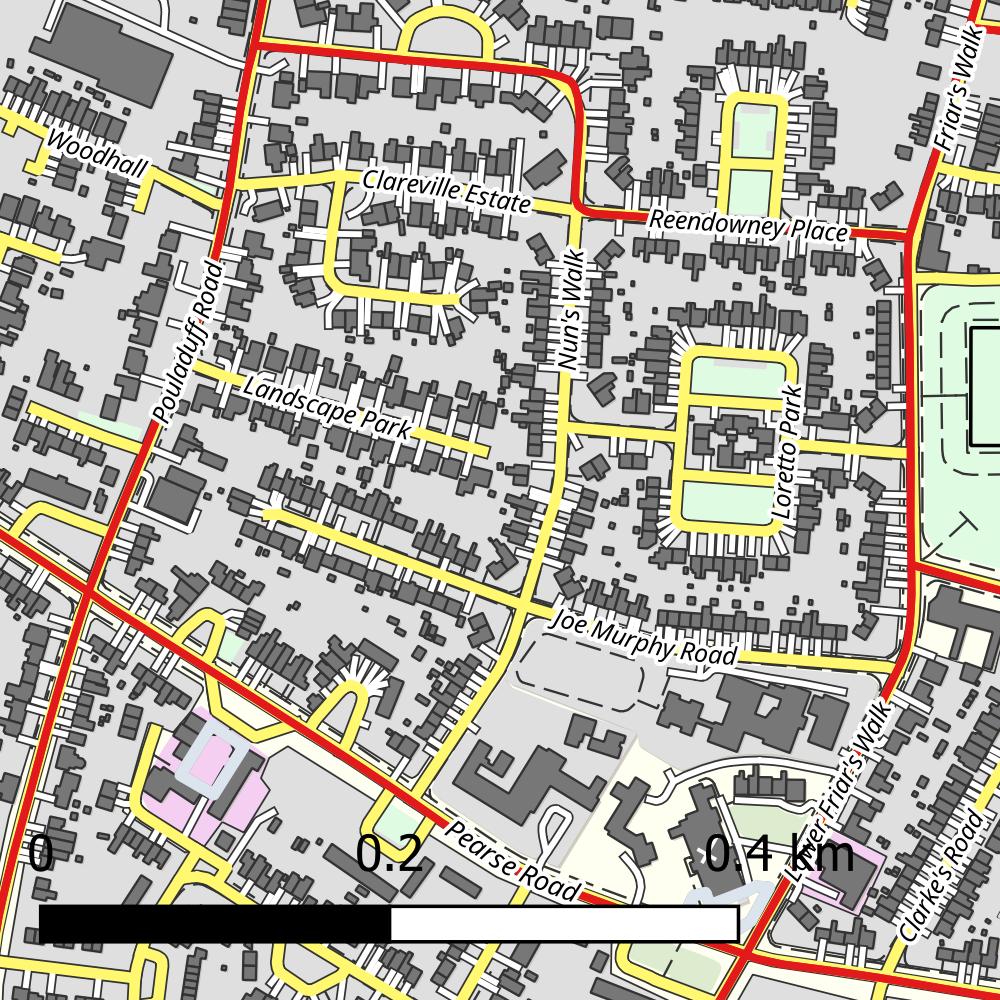 Friar's Walk
Woodhall
Clareville Estate
Reendowney Place
Nun's Walk
Pouladuff Road
Landscape Park
Loretto Park
Joe Murphy Road
Lower Friar's Walk
Clarke's Road
Pearse Road
0 0.2 0.4 km